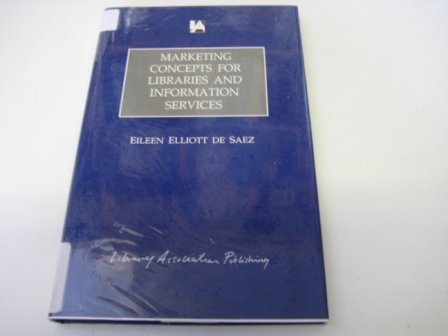 LA
MARKETING
CONCEPTS FOR
LIBRARIES AND
INFORMATION
SERVICES
EILEEN ELLIOTT DE SAEZ
Library Association Publishing